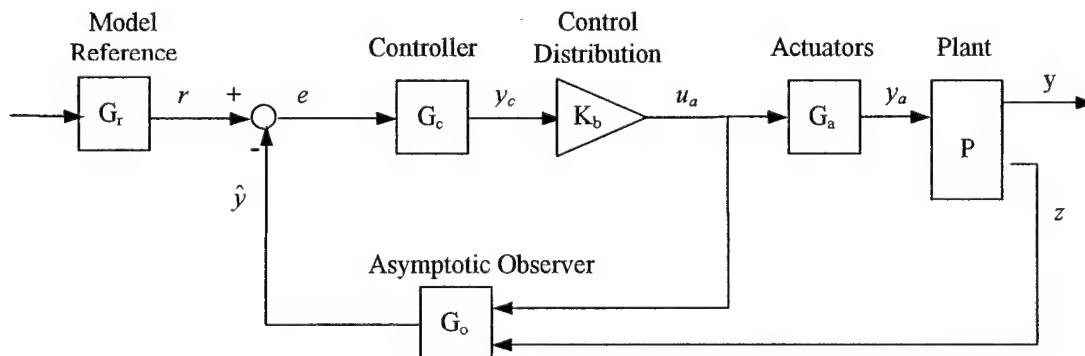 Model
Reference
Controller
Control
Distribution
Actuators
Plant
G_r
r
+
-
e
G_c
y_c
K_b
u_a
G_a
y_a
P
y
z
ŷ
Asymptotic Observer
G_o